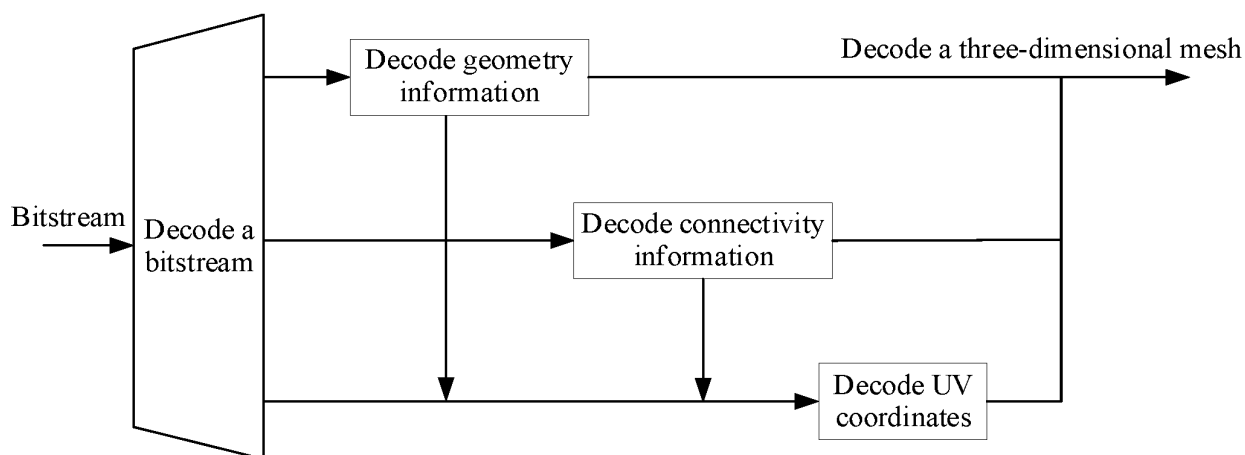 Decode geometry
information
Decode a three-dimensional mesh
Bitstream
Decode a
bitstream
Decode connectivity
information
Decode UV
coordinates